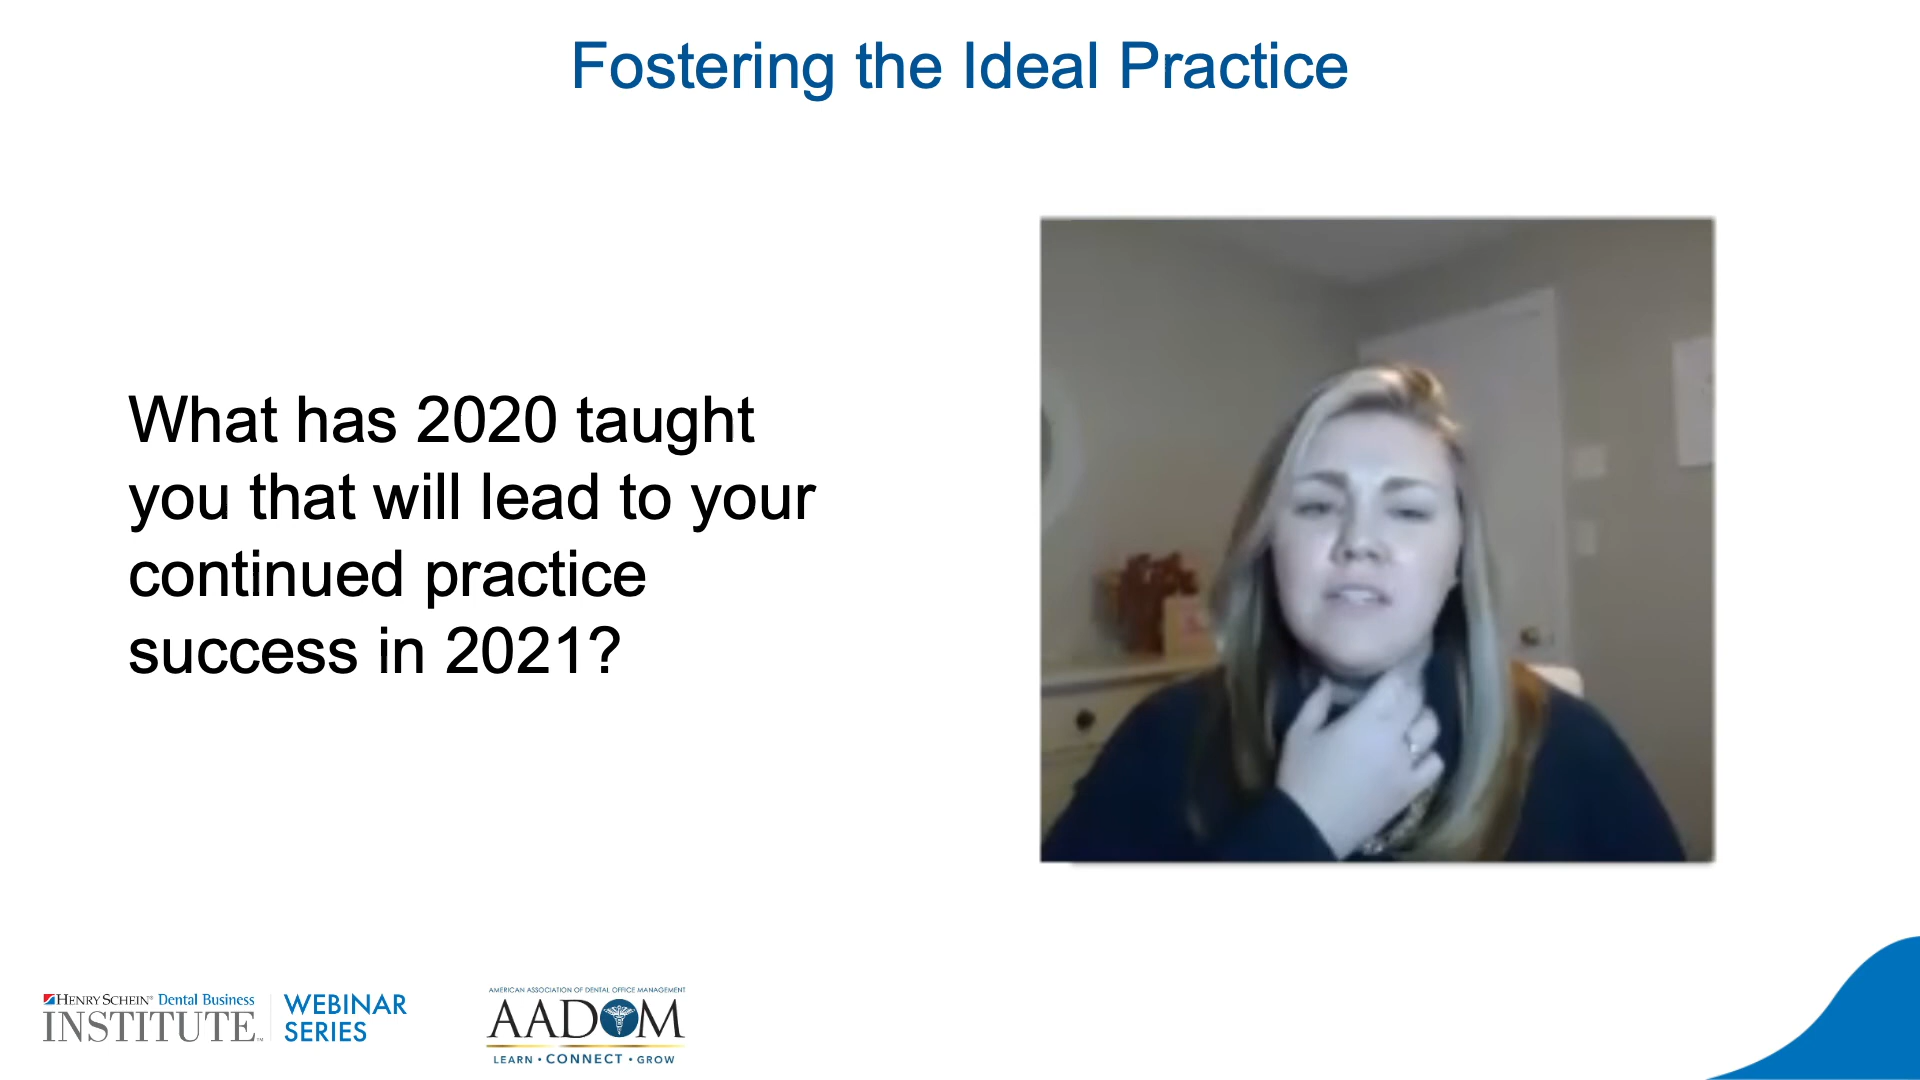 Fostering the Ideal Practice
What has 2020 taught
you that will lead to your
continued practice
success in 2021?
HENRY SCHEIN® Dental Business
INSTITUTE™
WEBINAR
SERIES
AMERICAN ASSOCIATION OF DENTAL OFFICE MANAGEMENT
AADOM
LEARN • CONNECT • GROW